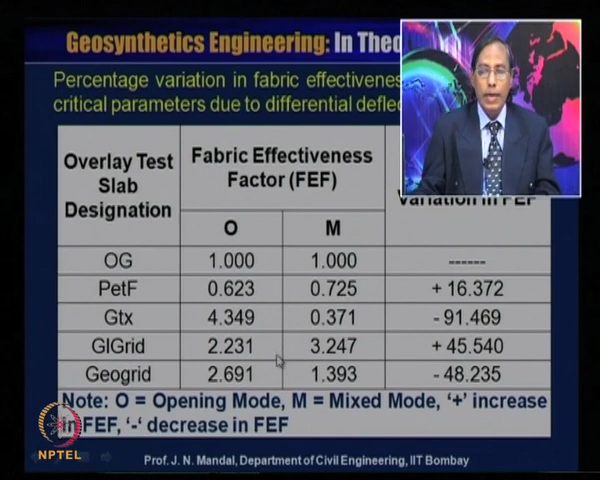 Geosynthetics Engineering: In Theo
Percentage variation in fabric effectivenes
critical parameters due to differential deflec
Overlay Test Slab Designation
Fabric Effectiveness Factor (FEF)
Variation in FEF
O M
OG 1.000 1.000 ------
PetF 0.623 0.725 + 16.372
Gtx 4.349 0.371 - 91.469
GlGrid 2.231 3.247 + 45.540
Geogrid 2.691 1.393 - 48.235
Note: O = Opening Mode, M = Mixed Mode, ‘+’ increase
in FEF, ‘-‘ decrease in FEF
NPTEL
Prof. J. N. Mandal, Department of Civil Engineering, IIT Bombay